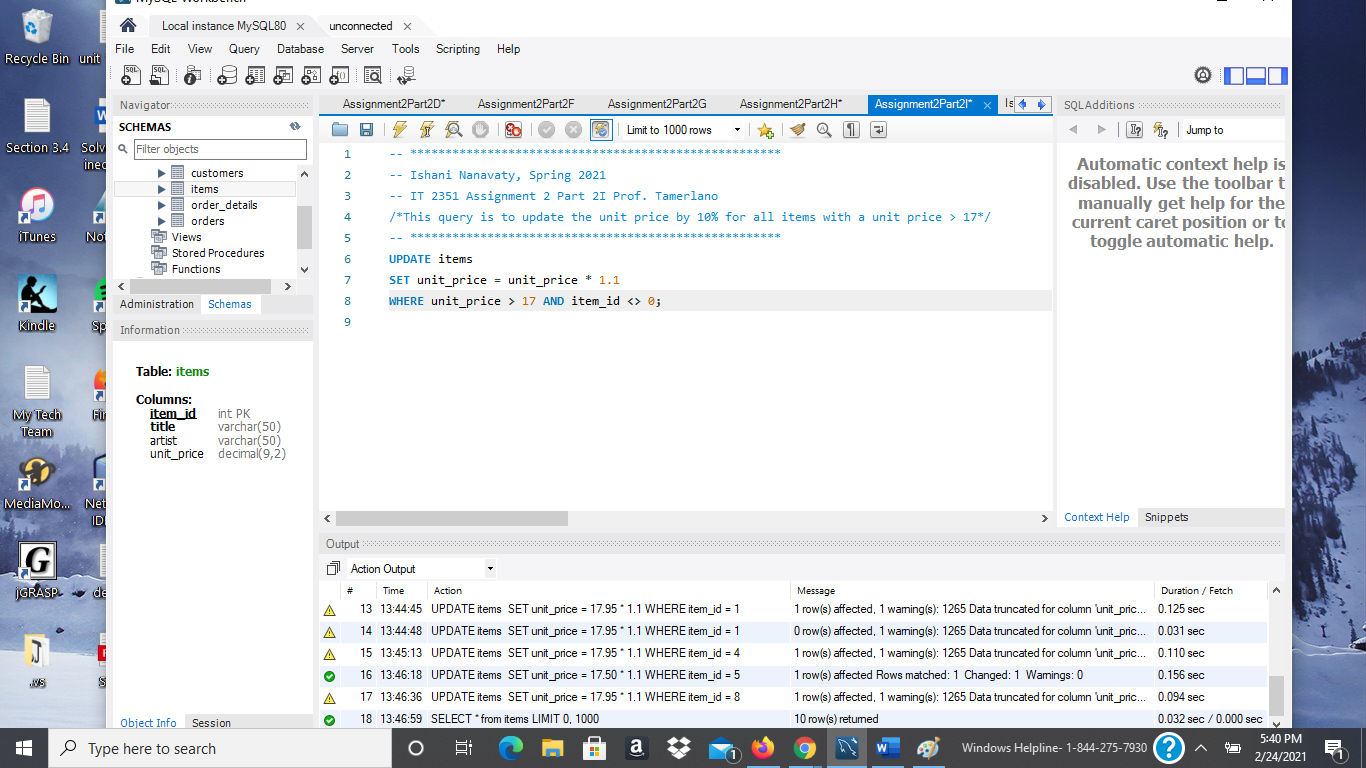 MySQL Workbench
Local instance MySQL80
unconnected
File Edit View Query Database Server Tools Scripting Help
Navigator
SCHEMAS
Filter objects
customers
items
order_details
orders
Views
Stored Procedures
Functions
Administration Schemas
Information
Table: items
Columns:
item_id int PK
title varchar(50)
artist varchar(50)
unit_price decimal(9,2)
Object Info Session
Assignment2Part2D* Assignment2Part2F Assignment2Part2G Assignment2Part2H* Assignment2Part2I* Is
Limit to 1000 rows
1 -- *****************************************************
2 -- Ishani Nanavaty, Spring 2021
3 -- IT 2351 Assignment 2 Part 2I Prof. Tamerlano
4 /*This query is to update the unit price by 10% for all items with a unit price > 17*/
5 -- *****************************************************
6 UPDATE items
7 SET unit_price = unit_price * 1.1
8 WHERE unit_price > 17 AND item_id <> 0;
9
SQLAdditions
Jump to
Automatic context help is
disabled. Use the toolbar t
manually get help for the
current caret position or to
toggle automatic help.
Context Help Snippets
Output
Action Output
# Time Action Message Duration / Fetch
13 13:44:45 UPDATE items SET unit_price = 17.95 * 1.1 WHERE item_id = 1 1 row(s) affected, 1 warning(s): 1265 Data truncated for column 'unit_pric... 0.125 sec
14 13:44:48 UPDATE items SET unit_price = 17.95 * 1.1 WHERE item_id = 1 0 row(s) affected, 1 warning(s): 1265 Data truncated for column 'unit_pric... 0.031 sec
15 13:45:13 UPDATE items SET unit_price = 17.95 * 1.1 WHERE item_id = 4 1 row(s) affected, 1 warning(s): 1265 Data truncated for column 'unit_pric... 0.110 sec
16 13:46:18 UPDATE items SET unit_price = 17.50 * 1.1 WHERE item_id = 5 1 row(s) affected Rows matched: 1 Changed: 1 Warnings: 0 0.156 sec
17 13:46:36 UPDATE items SET unit_price = 17.95 * 1.1 WHERE item_id = 8 1 row(s) affected, 1 warning(s): 1265 Data truncated for column 'unit_pric... 0.094 sec
18 13:46:59 SELECT * from items LIMIT 0, 1000 10 row(s) returned 0.032 sec / 0.000 sec
Recycle Bin unit
Section 3.4 Solv
ineq
iTunes Not
Kindle Sp
My Tech Fir
Team
MediaMo... Net
IDI
jGRASP de
.vs S
Type here to search
Windows Helpline- 1-844-275-7930
5:40 PM
2/24/2021
1
1